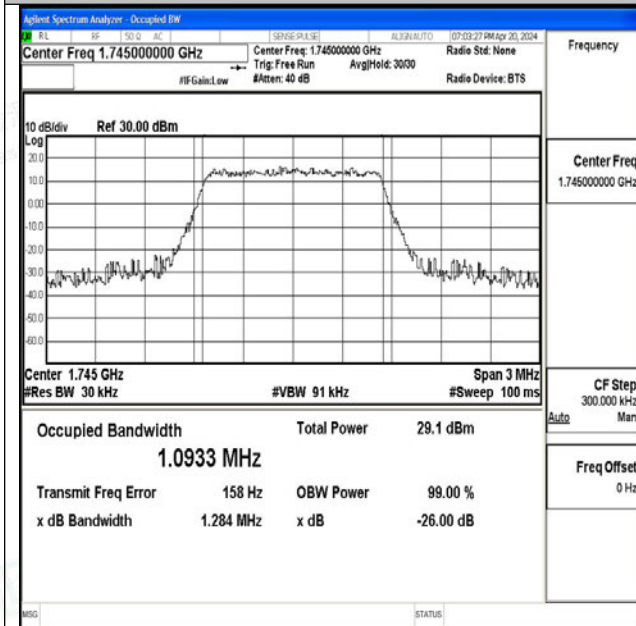 Agilent Spectrum Analyzer - Occupied BW
RL RF 50 Ω AC SENSE:PULSE ALIGNAUTO 07:03:27 PM Apr 20, 2024
Center Freq 1.745000000 GHz
Center Freq: 1.745000000 GHz
Radio Std: None
Trig: Free Run Avg|Hold: 30/30
#IFGain:Low #Atten: 40 dB Radio Device: BTS
Frequency
10 dB/div Ref 30.00 dBm
Log
20.0
10.0
0.00
-10.0
-20.0
-30.0
-40.0
-50.0
-60.0
Center 1.745 GHz Span 3 MHz
#Res BW 30 kHz #VBW 91 kHz #Sweep 100 ms
Occupied Bandwidth Total Power 29.1 dBm
1.0933 MHz
Transmit Freq Error 158 Hz OBW Power 99.00 %
x dB Bandwidth 1.284 MHz x dB -26.00 dB
Center Freq
1.745000000 GHz
CF Step
300.000 kHz
Auto Man
Freq Offset
0 Hz
MSG STATUS